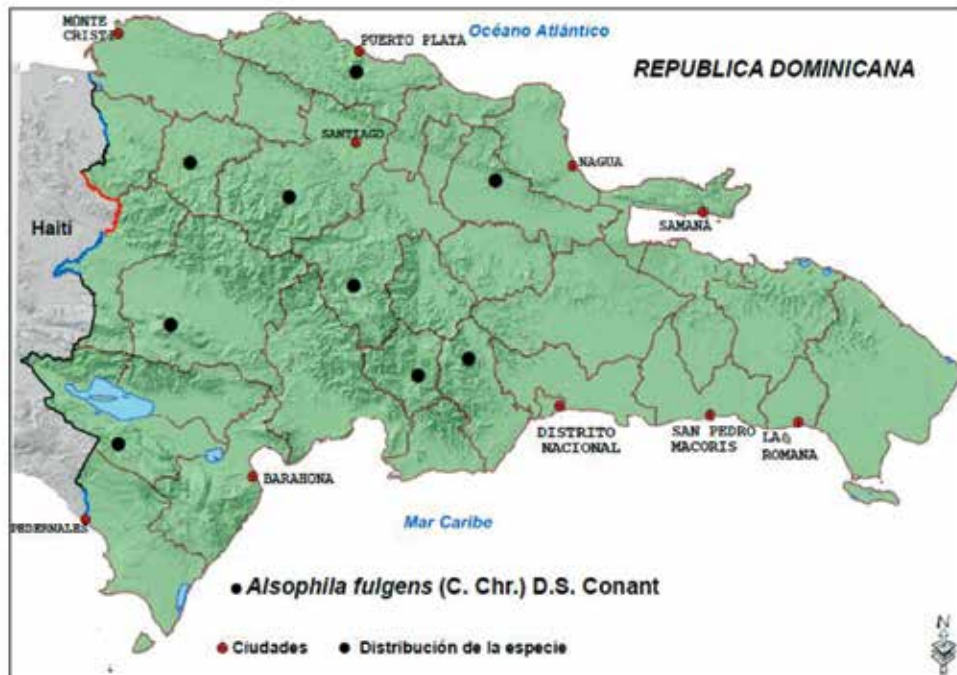 MONTE
CRISTI
PUERTO PLATA
Océano Atlántico
REPUBLICA DOMINICANA
SANTIAGO
NAGUA
SAMANA
Haití
DISTRITO
NACIONAL
SAN PEDRO
MACORIS
LA
ROMANA
BARAHONA
PEDERNALES
Mar Caribe
Alsophila fulgens (C. Chr.) D.S. Conant
Ciudades
Distribución de la especie
N